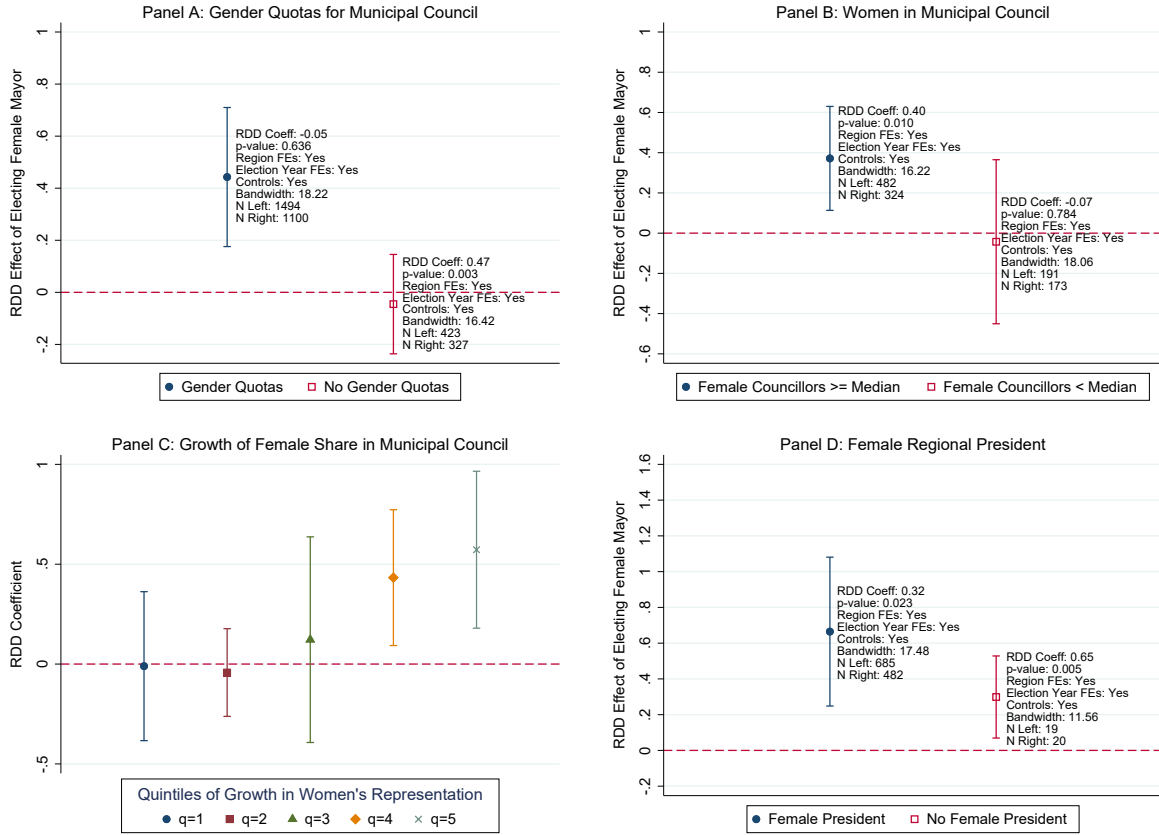 Panel A: Gender Quotas for Municipal Council
RDD Effect of Electing Female Mayor
1
.8
.6
.4
.2
0
-.2
RDD Coeff: -0.05
p-value: 0.636
Region FEs: Yes
Election Year FEs: Yes
Controls: Yes
Bandwidth: 18.22
N Left: 1494
N Right: 1100
RDD Coeff: 0.47
p-value: 0.003
Region FEs: Yes
Election Year FEs: Yes
Controls: Yes
Bandwidth: 16.42
N Left: 423
N Right: 327
Gender Quotas No Gender Quotas
Panel B: Women in Municipal Council
RDD Effect of Electing Female Mayor
1
.8
.6
.4
.2
0
-.2
-.4
-.6
RDD Coeff: 0.40
p-value: 0.010
Region FEs: Yes
Election Year FEs: Yes
Controls: Yes
Bandwidth: 16.22
N Left: 482
N Right: 324
RDD Coeff: -0.07
p-value: 0.784
Region FEs: Yes
Election Year FEs: Yes
Controls: Yes
Bandwidth: 18.06
N Left: 191
N Right: 173
Female Councillors >= Median Female Councillors < Median
Panel C: Growth of Female Share in Municipal Council
RDD Coefficient
1
.5
0
-.5
Quintiles of Growth in Women's Representation
q=1 q=2 q=3 q=4 q=5
Panel D: Female Regional President
RDD Effect of Electing Female Mayor
1.6
1.4
1.2
1
.8
.6
.4
.2
0
-.2
RDD Coeff: 0.32
p-value: 0.023
Region FEs: Yes
Election Year FEs: Yes
Controls: Yes
Bandwidth: 17.48
N Left: 685
N Right: 482
RDD Coeff: 0.65
p-value: 0.005
Region FEs: Yes
Election Year FEs: Yes
Controls: Yes
Bandwidth: 11.56
N Left: 19
N Right: 20
Female President No Female President